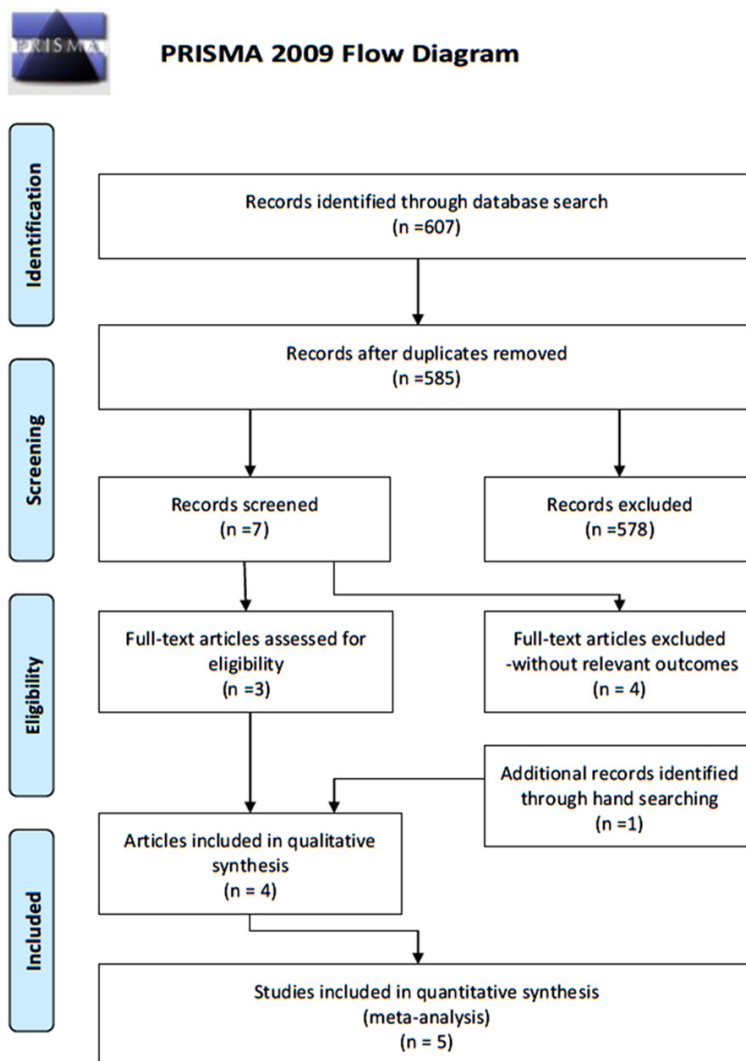 PRISMA
PRISMA 2009 Flow Diagram
Identification
Records identified through database search
(n =607)
Records after duplicates removed
(n =585)
Screening
Records screened
(n =7)
Records excluded
(n =578)
Eligibility
Full-text articles assessed for
eligibility
(n =3)
Full-text articles excluded
-without relevant outcomes
(n = 4)
Additional records identified
through hand searching
(n =1)
Included
Articles included in qualitative
synthesis
(n = 4)
Studies included in quantitative synthesis
(meta-analysis)
(n = 5)